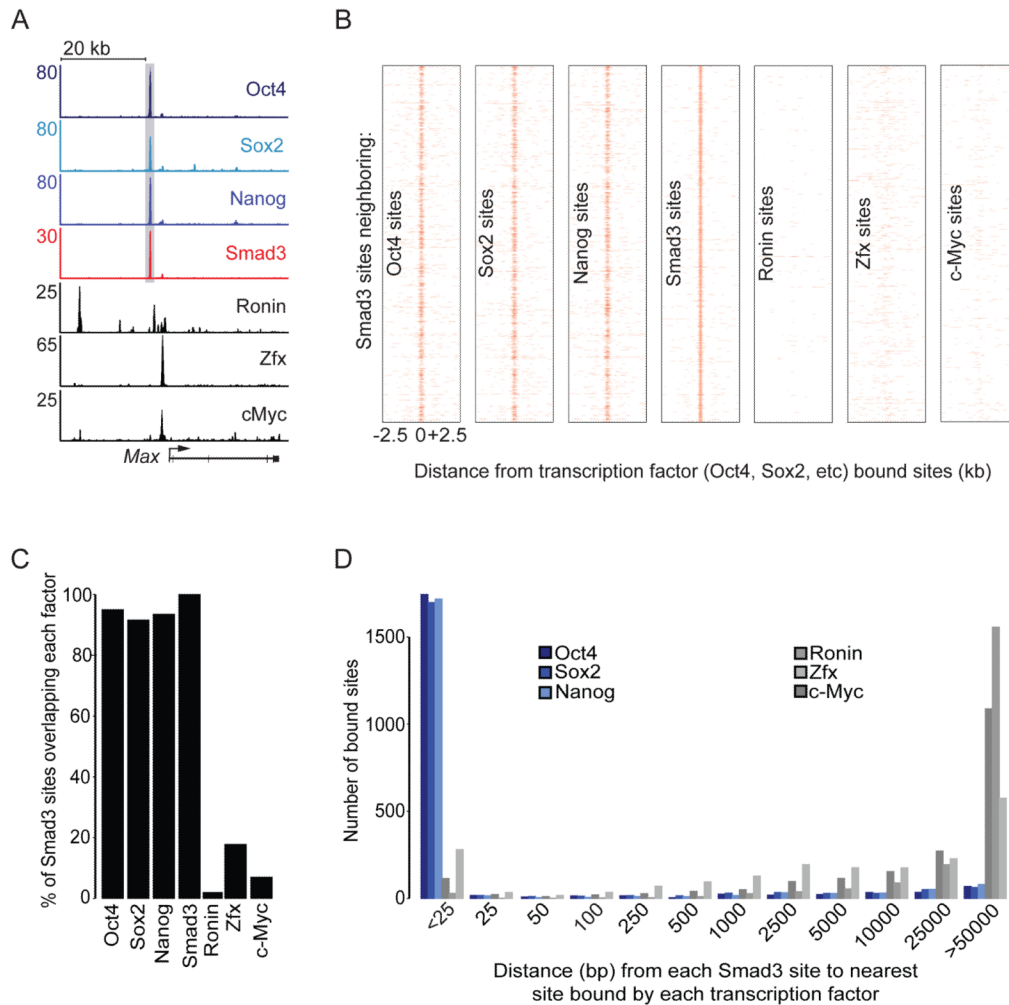 A
20 kb
80
Oct4
80
Sox2
80
Nanog
30
Smad3
25
Ronin
65
Zfx
25
cMyc
Max
B
Smad3 sites neighboring:
Oct4 sites
Sox2 sites
Nanog sites
Smad3 sites
Ronin sites
Zfx sites
c-Myc sites
-2.5 0+2.5
Distance from transcription factor (Oct4, Sox2, etc) bound sites (kb)
C
% of Smad3 sites overlapping each factor
100
80
60
40
20
0
Oct4
Sox2
Nanog
Smad3
Ronin
Zfx
c-Myc
D
Number of bound sites
1500
1000
500
0
Oct4
Sox2
Nanog
Ronin
Zfx
c-Myc
<25
25
50
100
250
500
1000
2500
5000
10000
25000
>50000
Distance (bp) from each Smad3 site to nearest
site bound by each transcription factor